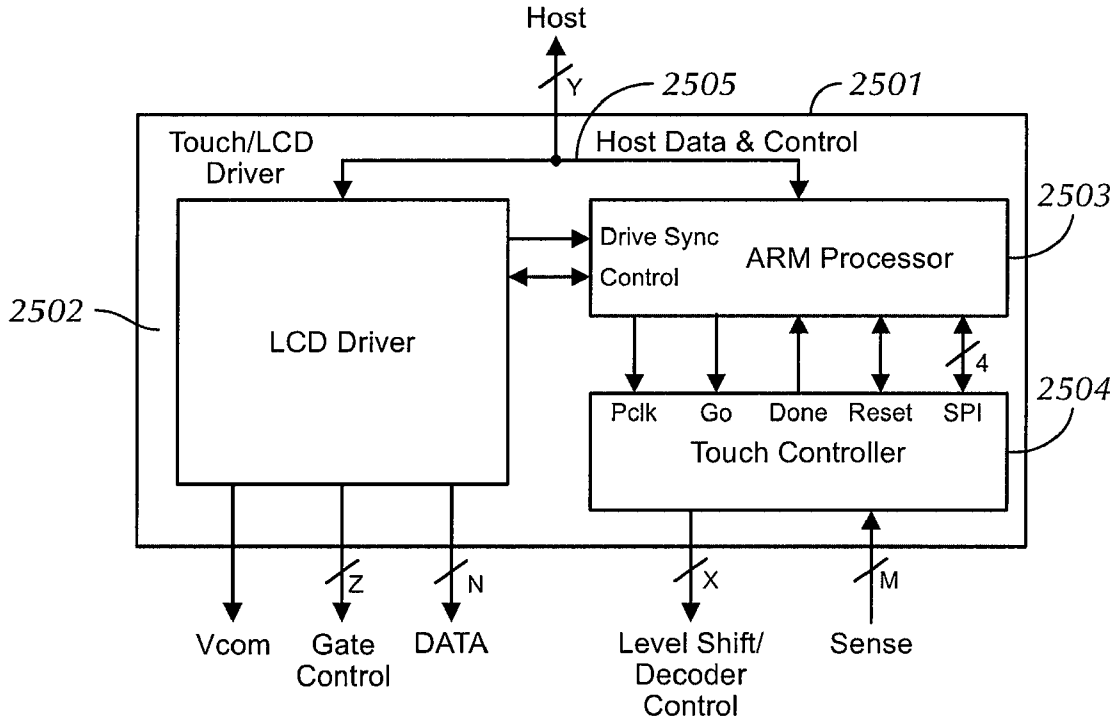 Host
Y
2505
2501
Touch/LCD
Driver
Host Data & Control
2503
Drive Sync
ARM Processor
Control
2502
LCD Driver
4
2504
Pclk Go Done Reset SPI
Touch Controller
Z
N
X
M
Vcom
Gate
Control
DATA
Level Shift/
Decoder
Control
Sense